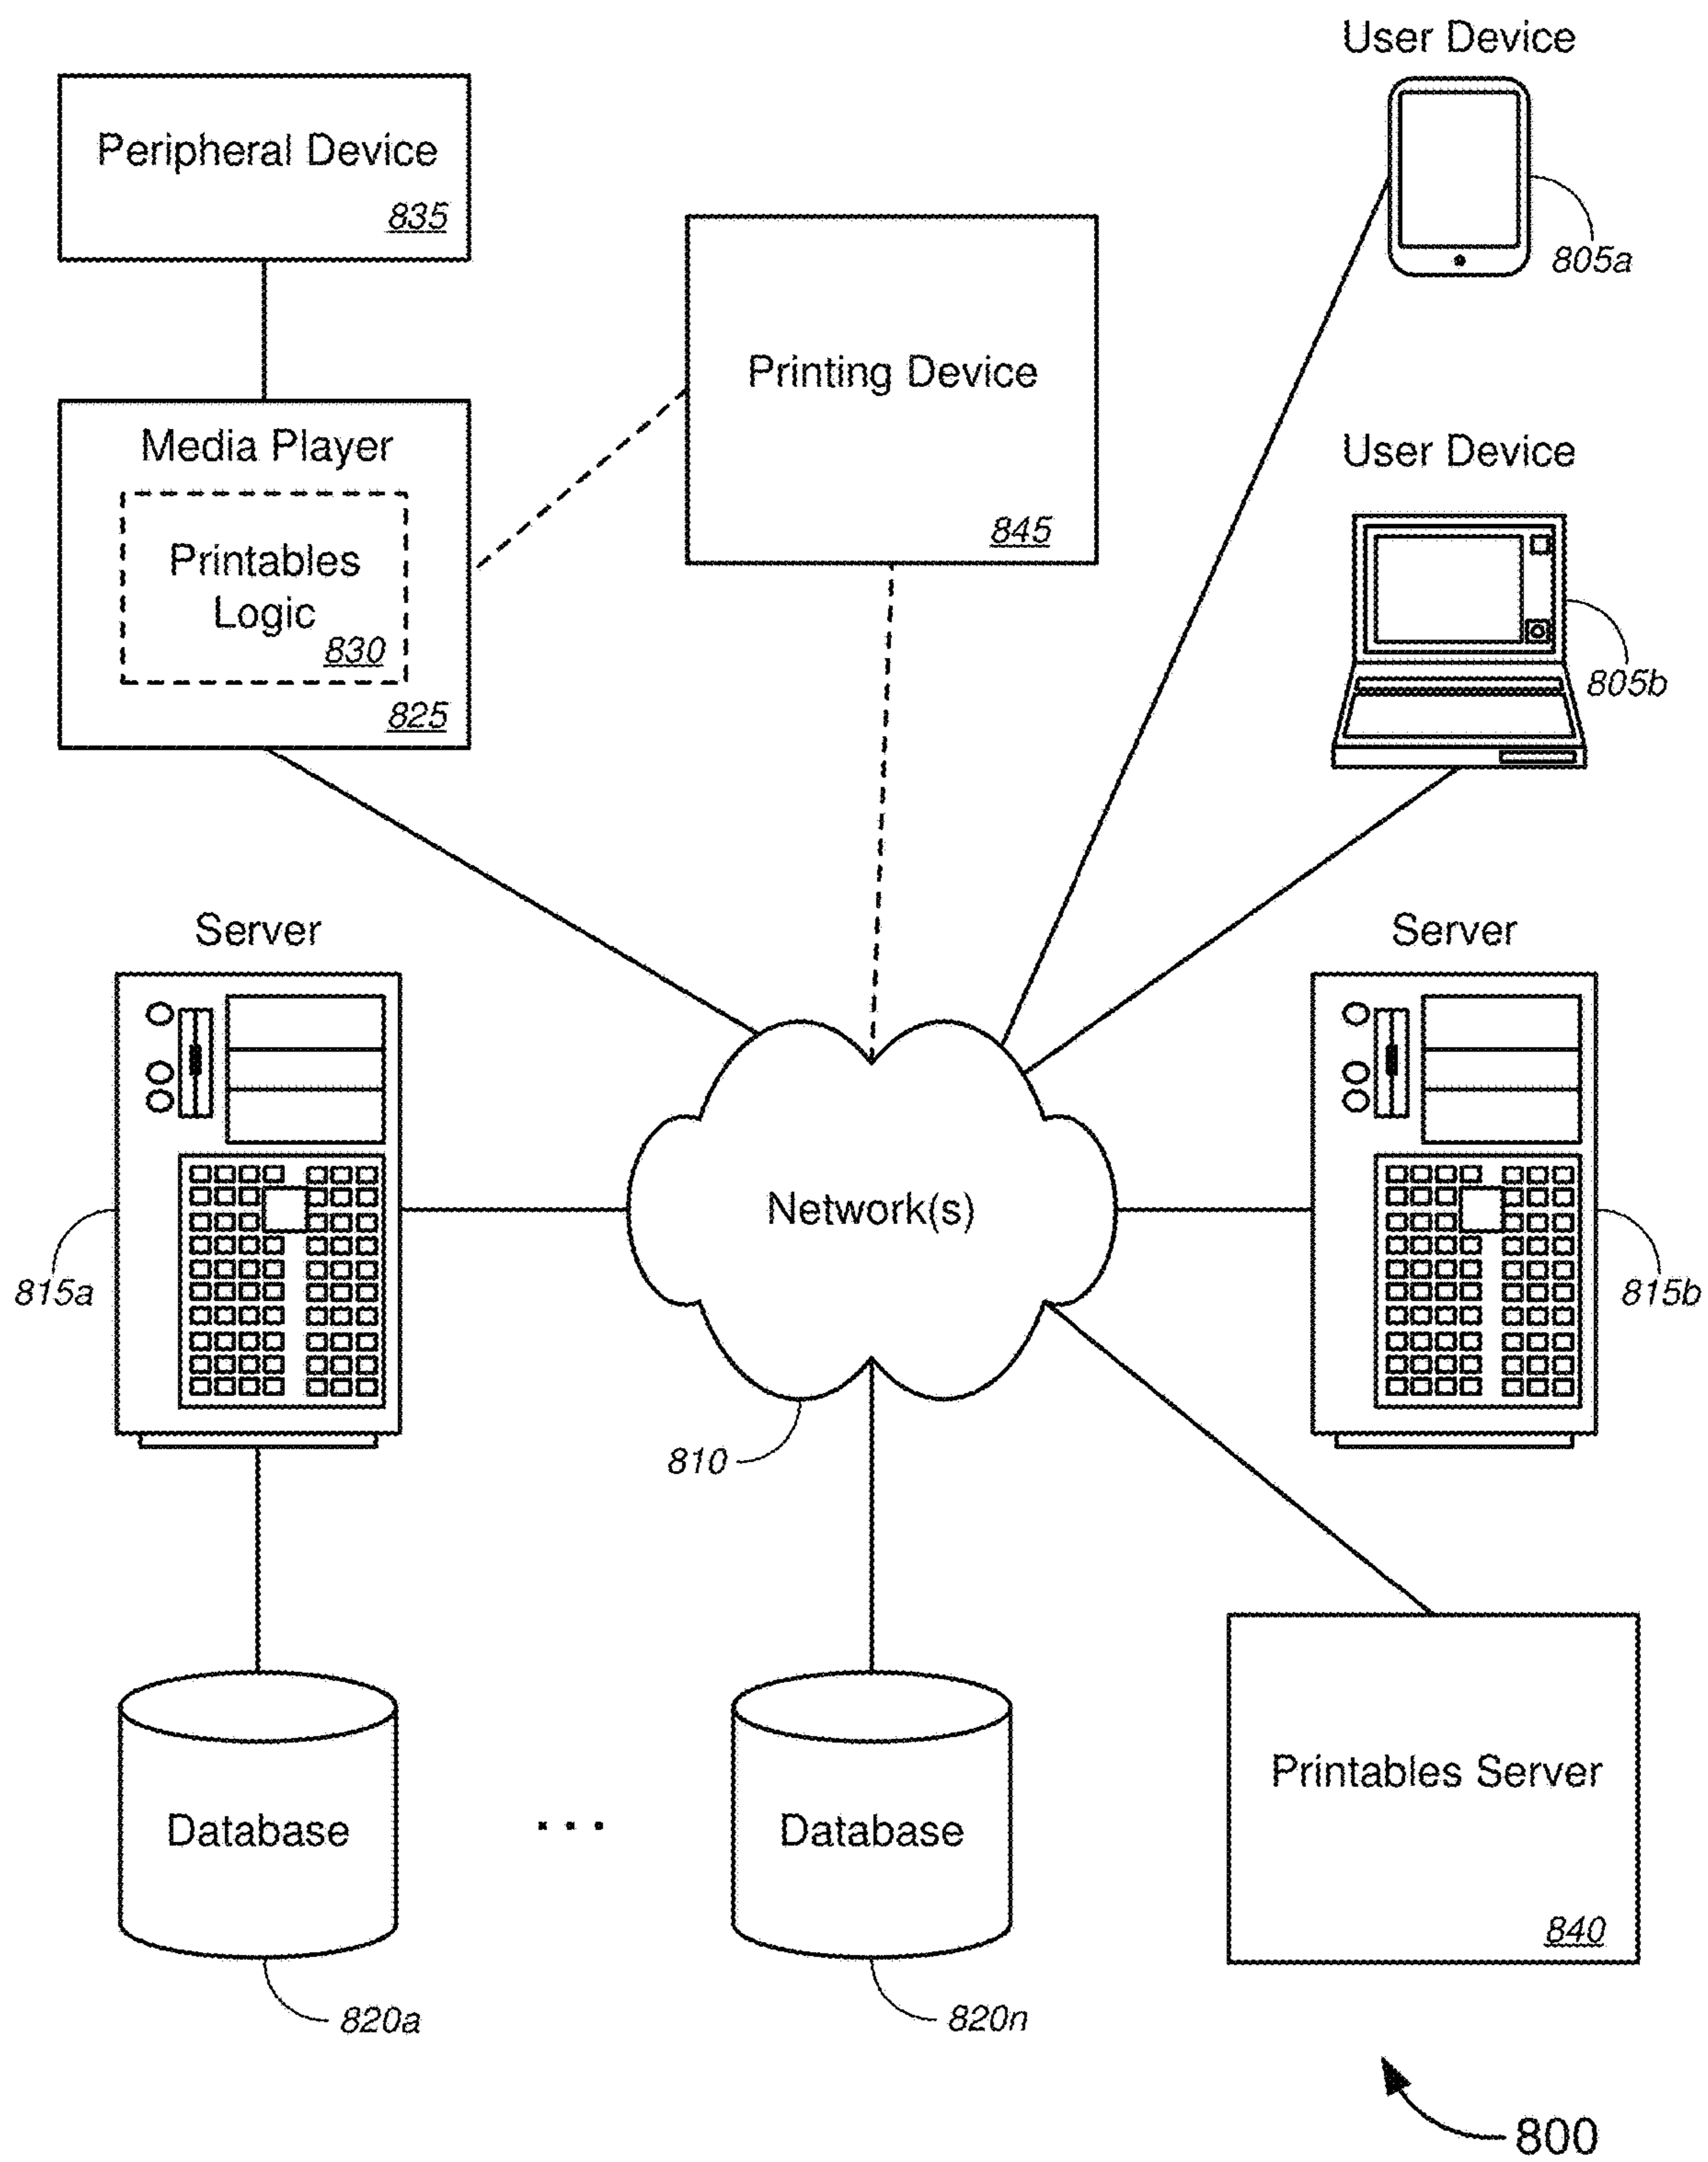 User Device
Peripheral Device
835
805a
Printing Device
845
Media Player
Printables
Logic
830
825
User Device
805b
Server
Server
815a
Network(s)
815b
810
Database
. . .
Database
Printables Server
840
820a
820n
800